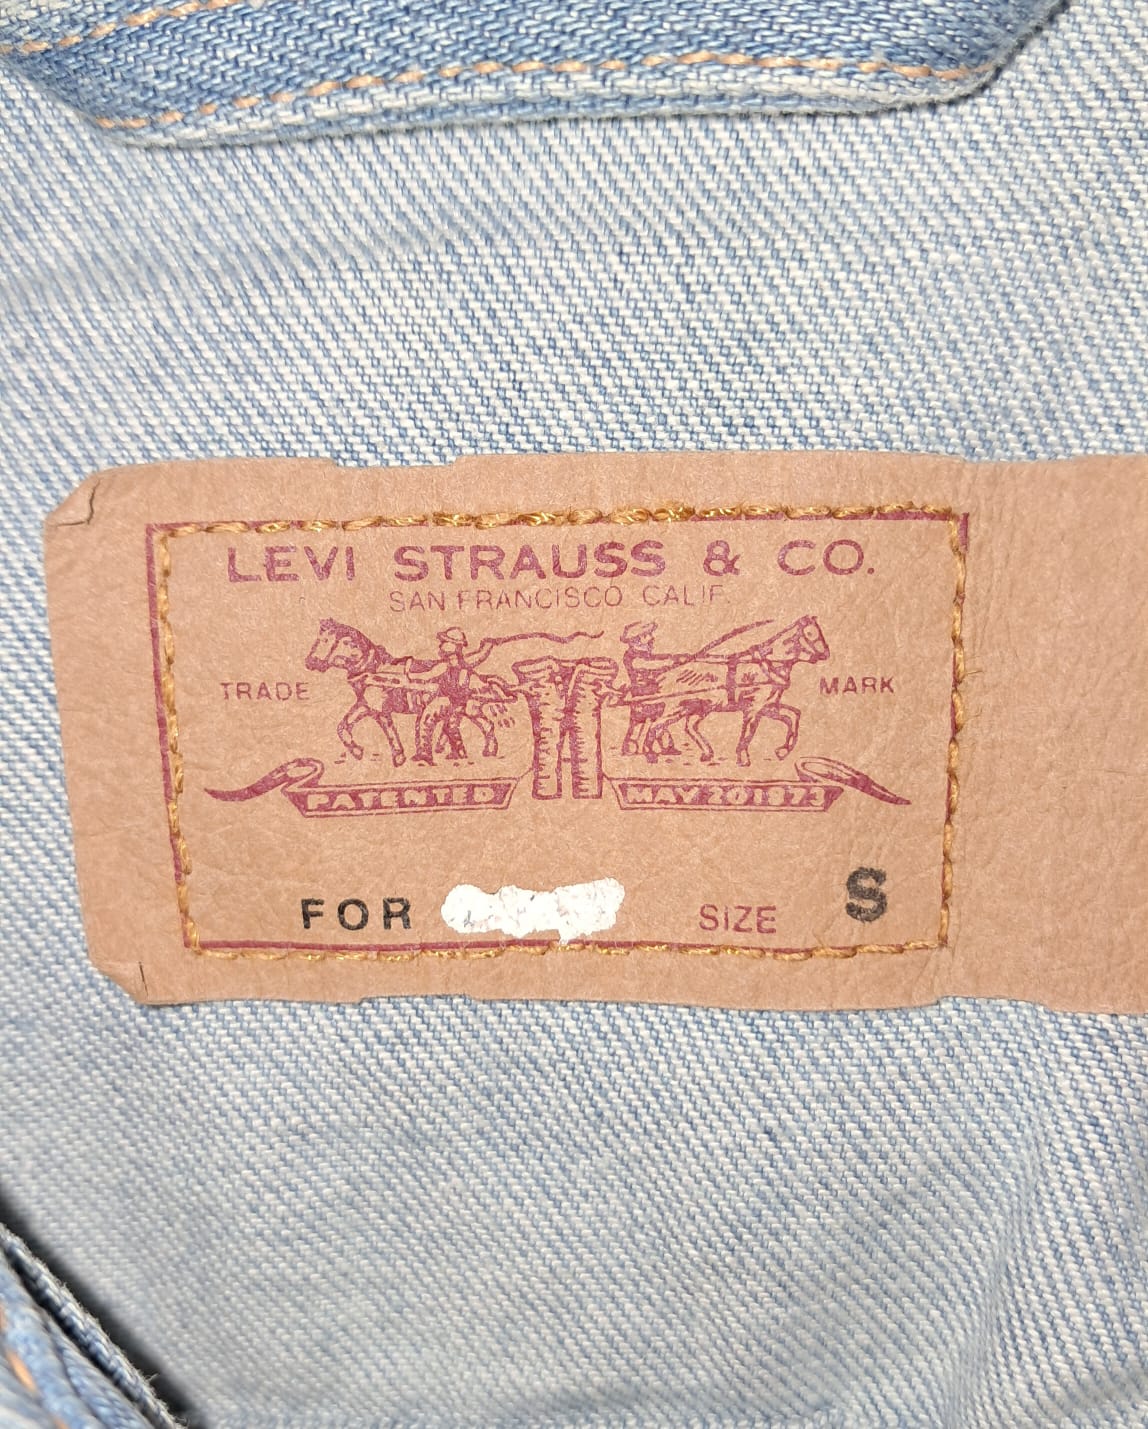 LEVI STRAUSS & CO.
SAN FRANCISCO CALIF.
TRADE MARK
PATENTED MAY 20 1873
FOR SIZE S